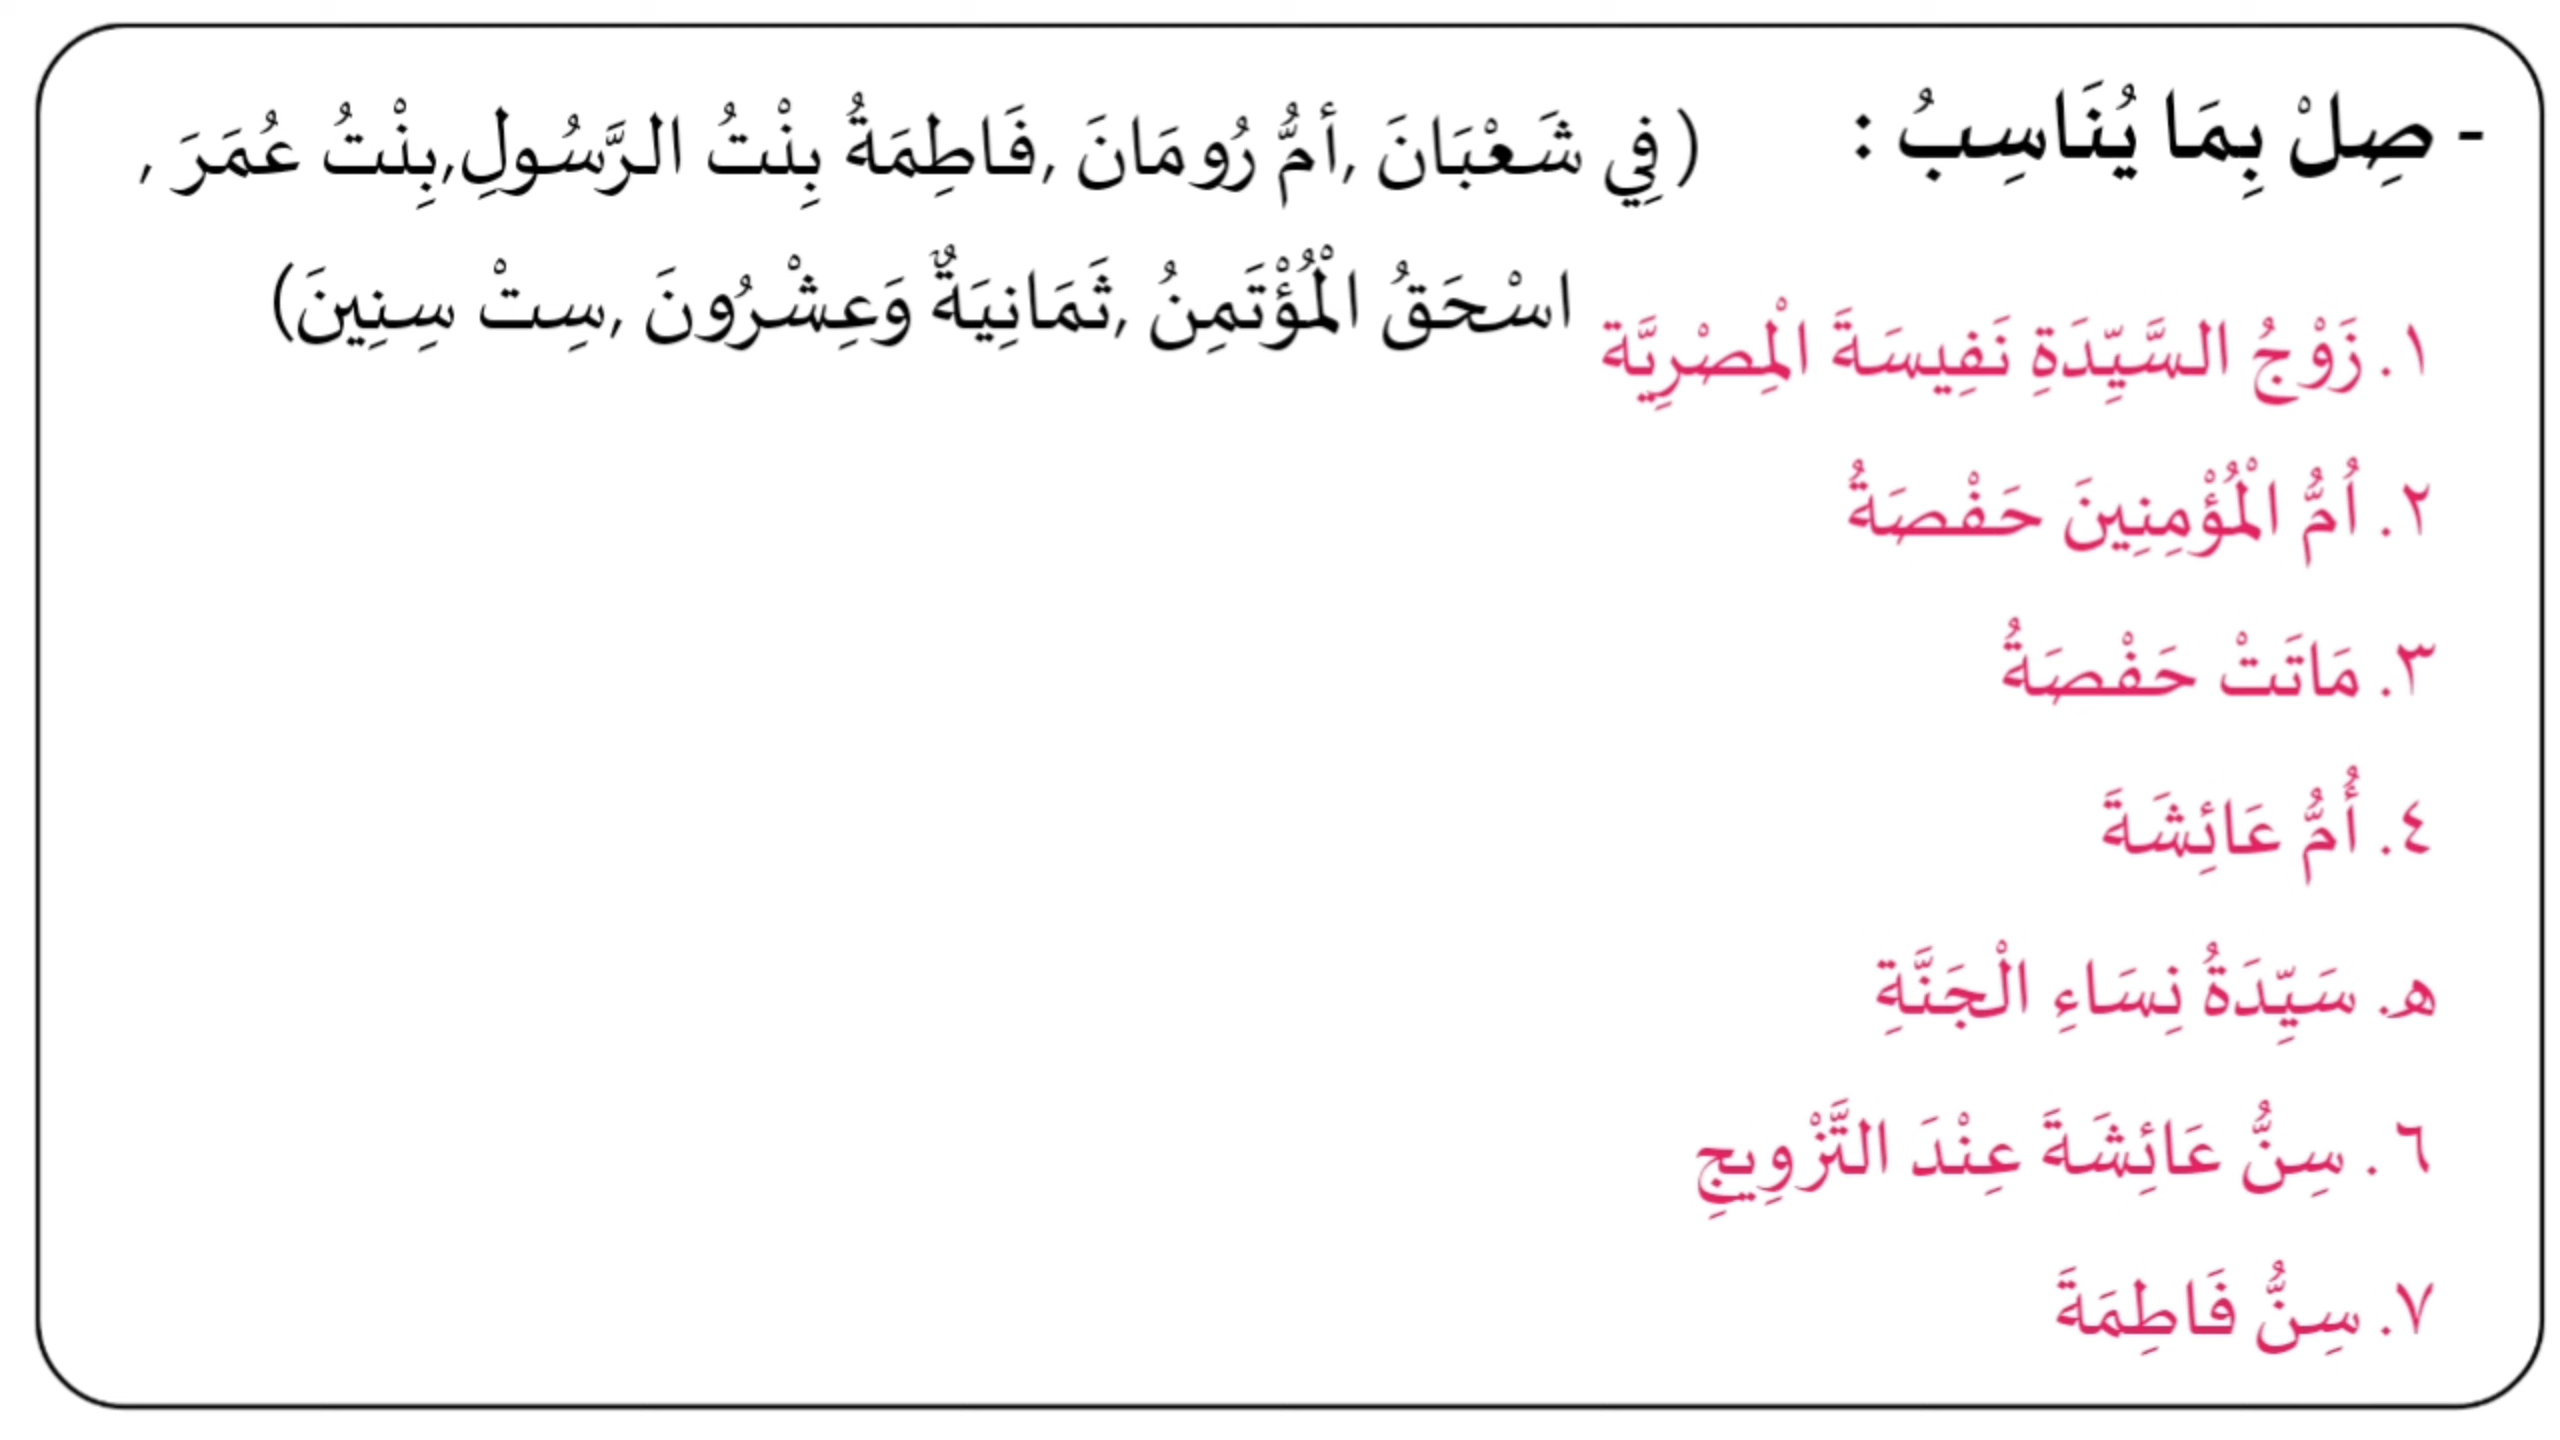 - صِلْ بِمَا يُنَاسِبُ : ( فِي شَعْبَانَ ,أمُّ رُومَانَ ,فَاطِمَةُ بِنْتُ الرَّسُولِ,بِنْتُ عُمَرَ ,
اسْحَقُ الْمُؤْتَمِنُ ,ثَمَانِيَةٌ وَعِشْرُونَ ,سِتْ سِنِينَ)
١. زَوْجُ السَّيِّدَةِ نَفِيسَةَ الْمِصْرِيَّة
٢. اُمُّ الْمُؤْمِنِينَ حَفْصَةُ
٣. مَاتَتْ حَفْصَةُ
٤. أُمُّ عَائِشَةَ
ه. سَيِّدَةُ نِسَاءِ الْجَنَّةِ
٦. سِنُّ عَائِشَةَ عِنْدَ التَّزْوِيجِ
٧. سِنُّ فَاطِمَةَ